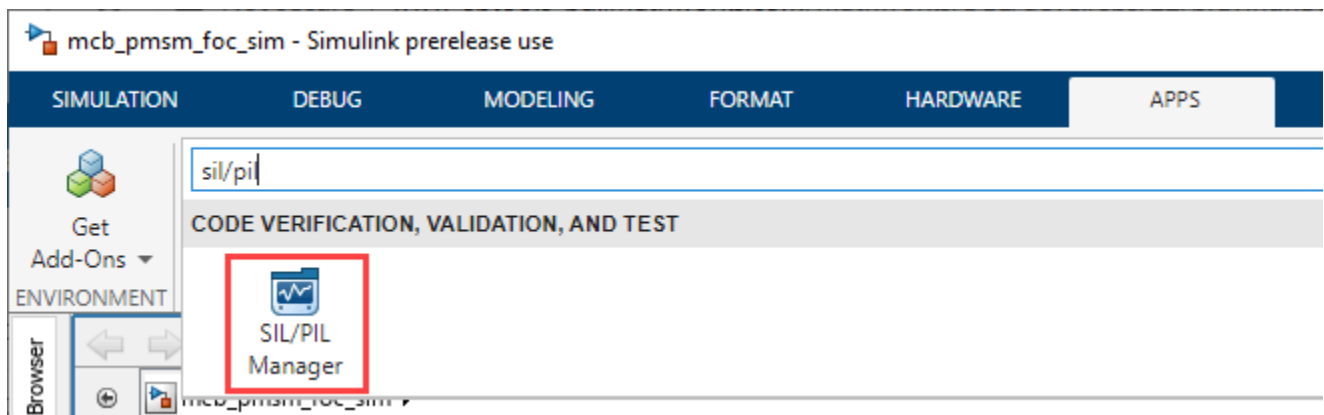 mcb_pmsm_foc_sim - Simulink prerelease use
SIMULATION DEBUG MODELING FORMAT HARDWARE APPS
sil/pil
Get
Add-Ons
CODE VERIFICATION, VALIDATION, AND TEST
ENVIRONMENT
SIL/PIL
Manager
Browser
mcb_pmsm_foc_sim